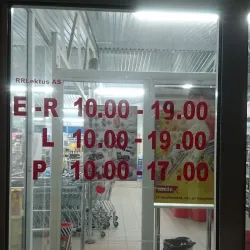 RRLektus AS
E-R 10.00 - 19.00
L 10.00 - 19.00
P 10.00 - 17.00